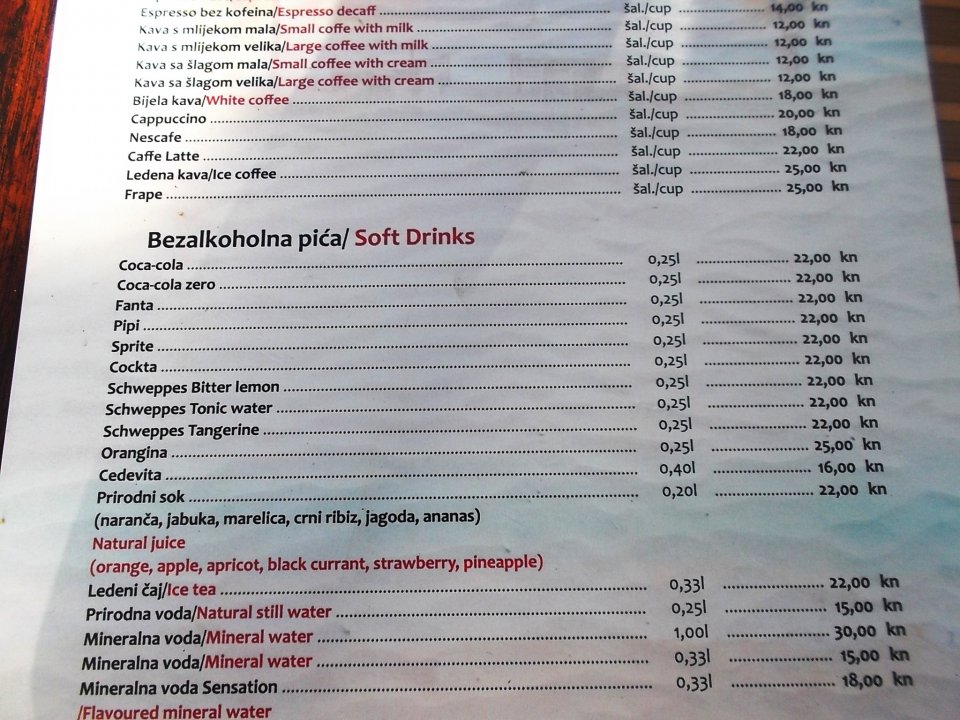 Espresso bez kofeina/Espresso decaff ........ šal./cup ........ 14,00 kn
Kava s mlijekom mala/Small coffe with milk ........ šal./cup ........ 12,00 kn
Kava s mlijekom velika/Large coffee with milk ........ šal./cup ........ 12,00 kn
Kava sa šlagom mala/Small coffee with cream ........ šal./cup ........ 12,00 kn
Kava sa šlagom velika/Large coffee with cream ........ šal./cup ........ 12,00 kn
Bijela kava/White coffee ........ šal./cup ........ 18,00 kn
Cappuccino ........ šal./cup ........ 20,00 kn
Nescafe ........ šal./cup ........ 18,00 kn
Caffe Latte ........ šal./cup ........ 22,00 kn
Ledena kava/Ice coffee ........ šal./cup ........ 25,00 kn
Frape ........ šal./cup ........ 25,00 kn
Bezalkoholna pića/ Soft Drinks
Coca-cola ........ 0,25l ........ 22,00 kn
Coca-cola zero ........ 0,25l ........ 22,00 kn
Fanta ........ 0,25l ........ 22,00 kn
Pipi ........ 0,25l ........ 22,00 kn
Sprite ........ 0,25l ........ 22,00 kn
Cockta ........ 0,25l ........ 22,00 kn
Schweppes Bitter lemon ........ 0,25l ........ 22,00 kn
Schweppes Tonic water ........ 0,25l ........ 22,00 kn
Schweppes Tangerine ........ 0,25l ........ 22,00 kn
Orangina ........ 0,25l ........ 25,00 kn
Cedevita ........ 0,40l ........ 16,00 kn
Prirodni sok ........ 0,20l ........ 22,00 kn
(naranča, jabuka, marelica, crni ribiz, jagoda, ananas)
Natural juice
(orange, apple, apricot, black currant, strawberry, pineapple)
Ledeni čaj/Ice tea ........ 0,33l ........ 22,00 kn
Prirodna voda/Natural still water ........ 0,25l ........ 15,00 kn
Mineralna voda/Mineral water ........ 1,00l ........ 30,00 kn
Mineralna voda/Mineral water ........ 0,33l ........ 15,00 kn
Mineralna voda Sensation ........ 0,33l ........ 18,00 kn
/Flavoured mineral water